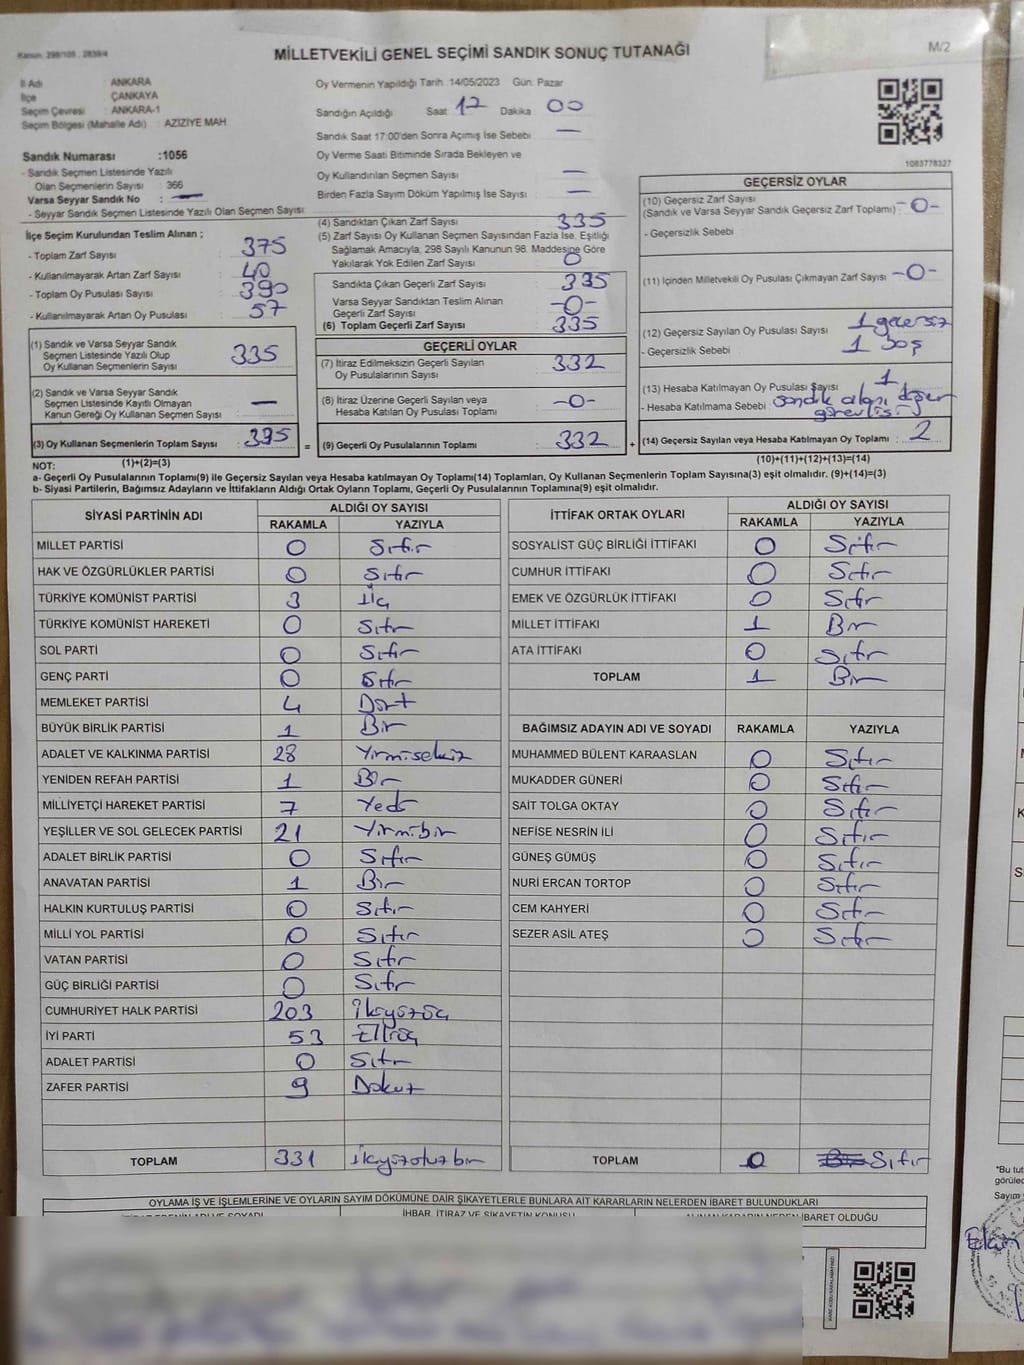 Kanun: 298/105 , 2839/4
MİLLETVEKİLİ GENEL SEÇİMİ SANDIK SONUÇ TUTANAĞI
M/2
İl Adı : ANKARA
İlçe : ÇANKAYA
Seçim Çevresi : ANKARA-1
Seçim Bölgesi (Mahalle Adı) : AZIZIYE MAH
Sandık Numarası :1056
- Sandık Seçmen Listesinde Yazılı
Olan Seçmenlerin Sayısı : 366
Varsa Seyyar Sandık No : —
- Seyyar Sandık Seçmen Listesinde Yazılı Olan Seçmen Sayısı:
İlçe Seçim Kurulundan Teslim Alınan ;
- Toplam Zarf Sayısı : 375
- Kullanılmayarak Artan Zarf Sayısı : 40
- Toplam Oy Pusulası Sayısı : 390
- Kullanılmayarak Artan Oy Pusulası : 57
Oy Vermenin Yapıldığı Tarih: 14/05/2023 Gün: Pazar
Sandığın Açıldığı Saat 17 Dakika 00
Sandık Saat 17:00'den Sonra Açımış İse Sebebi : —
Oy Verme Saati Bitiminde Sırada Bekleyen ve
Oy Kullandırılan Seçmen Sayısı : —
Birden Fazla Sayım Döküm Yapılmış İse Sayısı : —
(4) Sandıktan Çıkan Zarf Sayısı : 335
(5) Zarf Sayısı Oy Kullanan Seçmen Sayısından Fazla İse, Eşitliği
Sağlamak Amacıyla, 298 Sayılı Kanunun 98. Maddesine Göre
Yakılarak Yok Edilen Zarf Sayısı : 0
Sandıkta Çıkan Geçerli Zarf Sayısı : 335
Varsa Seyyar Sandıktan Teslim Alınan
Geçerli Zarf Sayısı : -0-
(6) Toplam Geçerli Zarf Sayısı : 335
1083778327
GEÇERSİZ OYLAR
(10) Geçersiz Zarf Sayısı
(Sandık ve Varsa Seyyar Sandık Geçersiz Zarf Toplamı) -0-
- Geçersizlik Sebebi :
(11) İçinden Milletvekili Oy Pusulası Çıkmayan Zarf Sayısı -0-
(12) Geçersiz Sayılan Oy Pusulası Sayısı : 1 geçersiz
- Geçersizlik Sebebi : 1 boş
(13) Hesaba Katılmayan Oy Pusulası Sayısı : 1
- Hesaba Katılmama Sebebi : sandık alanı
(14) Geçersiz Sayılan veya Hesaba Katılmayan Oy Toplamı : 2
(10)+(11)+(12)+(13)=(14)
(1) Sandık ve Varsa Seyyar Sandık
Seçmen Listesinde Yazılı Olup
Oy Kullanan Seçmenlerin Sayısı : 335
(2) Sandık ve Varsa Seyyar Sandık
Seçmen Listesinde Kayıtlı Olmayan
Kanun Gereği Oy Kullanan Seçmen Sayısı : —
(3) Oy Kullanan Seçmenlerin Toplam Sayısı : 335 =
(1)+(2)=(3)
GEÇERLİ OYLAR
(7) İtiraz Edilmeksizin Geçerli Sayılan
Oy Pusulalarının Sayısı : 332
(8) İtiraz Üzerine Geçerli Sayılan veya
Hesaba Katılan Oy Pusulası Toplamı : -0-
(9) Geçerli Oy Pusulalarının Toplamı : 332 +
NOT:
a- Geçerli Oy Pusulalarının Toplamı(9) ile Geçersiz Sayılan veya Hesaba katılmayan Oy Toplamı(14) Toplamları, Oy Kullanan Seçmenlerin Toplam Sayısına(3) eşit olmalıdır. (9)+(14)=(3)
b- Siyasi Partilerin, Bağımsız Adayların ve İttifakların Aldığı Ortak Oyların Toplamı, Geçerli Oy Pusulalarının Toplamına(9) eşit olmalıdır.
SİYASİ PARTİNİN ADI ALDIĞI OY SAYISI
RAKAMLA YAZIYLA
MİLLET PARTİSİ 0 Sıfır
HAK VE ÖZGÜRLÜKLER PARTİSİ 0 Sıfır
TÜRKİYE KOMÜNİST PARTİSİ 3 Üç
TÜRKİYE KOMÜNİST HAREKETİ 0 Sıfır
SOL PARTİ 0 Sıfır
GENÇ PARTİ 0 Sıfır
MEMLEKET PARTİSİ 4 Dört
BÜYÜK BİRLİK PARTİSİ 1 Bir
ADALET VE KALKINMA PARTİSİ 28 Yirmisekiz
YENİDEN REFAH PARTİSİ 1 Bir
MİLLİYETÇİ HAREKET PARTİSİ 7 Yedi
YEŞİLLER VE SOL GELECEK PARTİSİ 21 Yirmibir
ADALET BİRLİK PARTİSİ 0 Sıfır
ANAVATAN PARTİSİ 1 Bir
HALKIN KURTULUŞ PARTİSİ 0 Sıfır
MİLLİ YOL PARTİSİ 0 Sıfır
VATAN PARTİSİ 0 Sıfır
GÜÇ BİRLİĞİ PARTİSİ 0 Sıfır
CUMHURİYET HALK PARTİSİ 203 İkiyüzüç
İYİ PARTİ 53 Elliüç
ADALET PARTİSİ 0 Sıfır
ZAFER PARTİSİ 9 Dokuz
TOPLAM 331 ikiyüzotuzbir
İTTİFAK ORTAK OYLARI ALDIĞI OY SAYISI
RAKAMLA YAZIYLA
SOSYALİST GÜÇ BİRLİĞİ İTTİFAKI 0 Sıfır
CUMHUR İTTİFAKI 0 Sıfır
EMEK VE ÖZGÜRLÜK İTTİFAKI 0 Sıfır
MİLLET İTTİFAKI 1 Bir
ATA İTTİFAKI 0 Sıfır
TOPLAM 1 Bir
BAĞIMSIZ ADAYIN ADI VE SOYADI RAKAMLA YAZIYLA
MUHAMMED BÜLENT KARAASLAN 0 Sıfır
MUKADDER GÜNERİ 0 Sıfır
SAİT TOLGA OKTAY 0 Sıfır
NEFİSE NESRİN İLİ 0 Sıfır
GÜNEŞ GÜMÜŞ 0 Sıfır
NURİ ERCAN TORTOP 0 Sıfır
CEM KAHYERİ 0 Sıfır
SEZER ASİL ATEŞ 0 Sıfır
TOPLAM 0 Sıfır
OYLAMA İŞ VE İŞLEMLERİNE VE OYLARIN SAYIM DÖKÜMÜNE DAİR ŞİKAYETLERLE BUNLARA AİT KARARLARIN NELERDEN İBARET BULUNDUKLARI
İHBAR, İTİRAZ VE ŞİKAYETİN KONUSU
ALINAN KARARIN NEDEN İBARET OLDUĞU
*Bu tut
görülec
Sayım